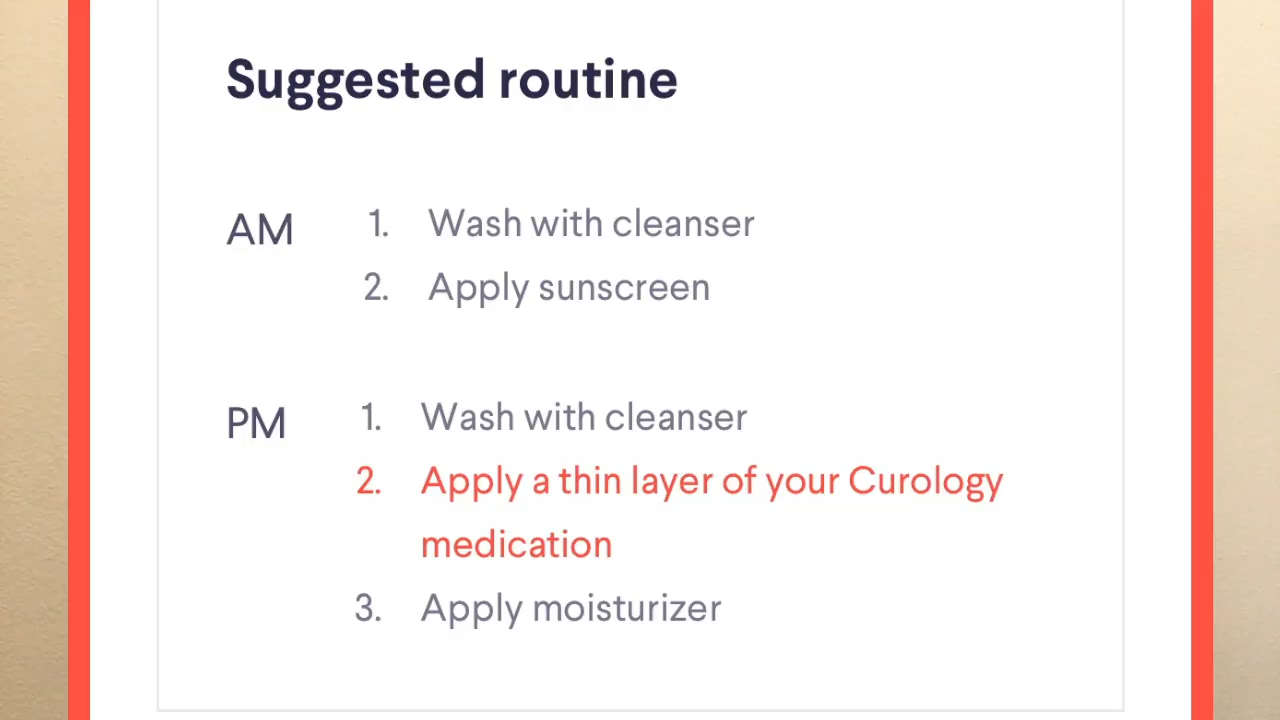 Suggested routine
AM
1. Wash with cleanser
2. Apply sunscreen
PM
1. Wash with cleanser
2. Apply a thin layer of your Curology
medication
3. Apply moisturizer